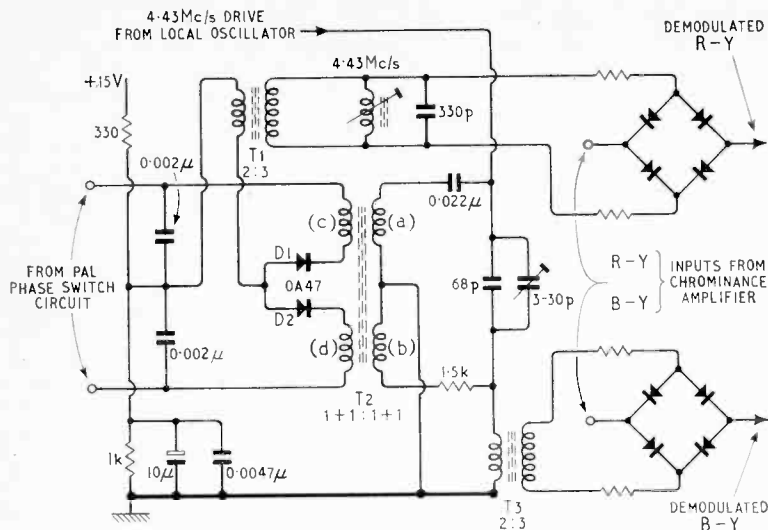 4.43Mc/s DRIVE
FROM LOCAL OSCILLATOR
DEMODULATED
R-Y
+15V
4.43Mc/s
330
330p
T1
2:3
0.002μ
0.022μ
(c)
(a)
D1
0A47
D2
FROM PAL
PHASE SWITCH
CIRCUIT
68p
3-30p
R-Y
B-Y
INPUTS FROM
CHROMINANCE
AMPLIFIER
0.002μ
(d)
(b)
1.5k
T2
1+1:1+1
1k
10μ
0.0047μ
T3
2:3
DEMODULATED
B-Y